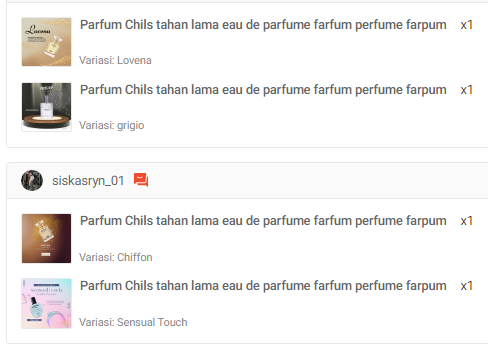 Lovena
Parfum Chils tahan lama eau de parfume farfum perfume farpum x1
Variasi: Lovena
Parfum Chils tahan lama eau de parfume farfum perfume farpum x1
Variasi: grigio
siskasryn_01
Parfum Chils tahan lama eau de parfume farfum perfume farpum x1
Variasi: Chiffon
sensual touch
Parfum Chils tahan lama eau de parfume farfum perfume farpum x1
Variasi: Sensual Touch